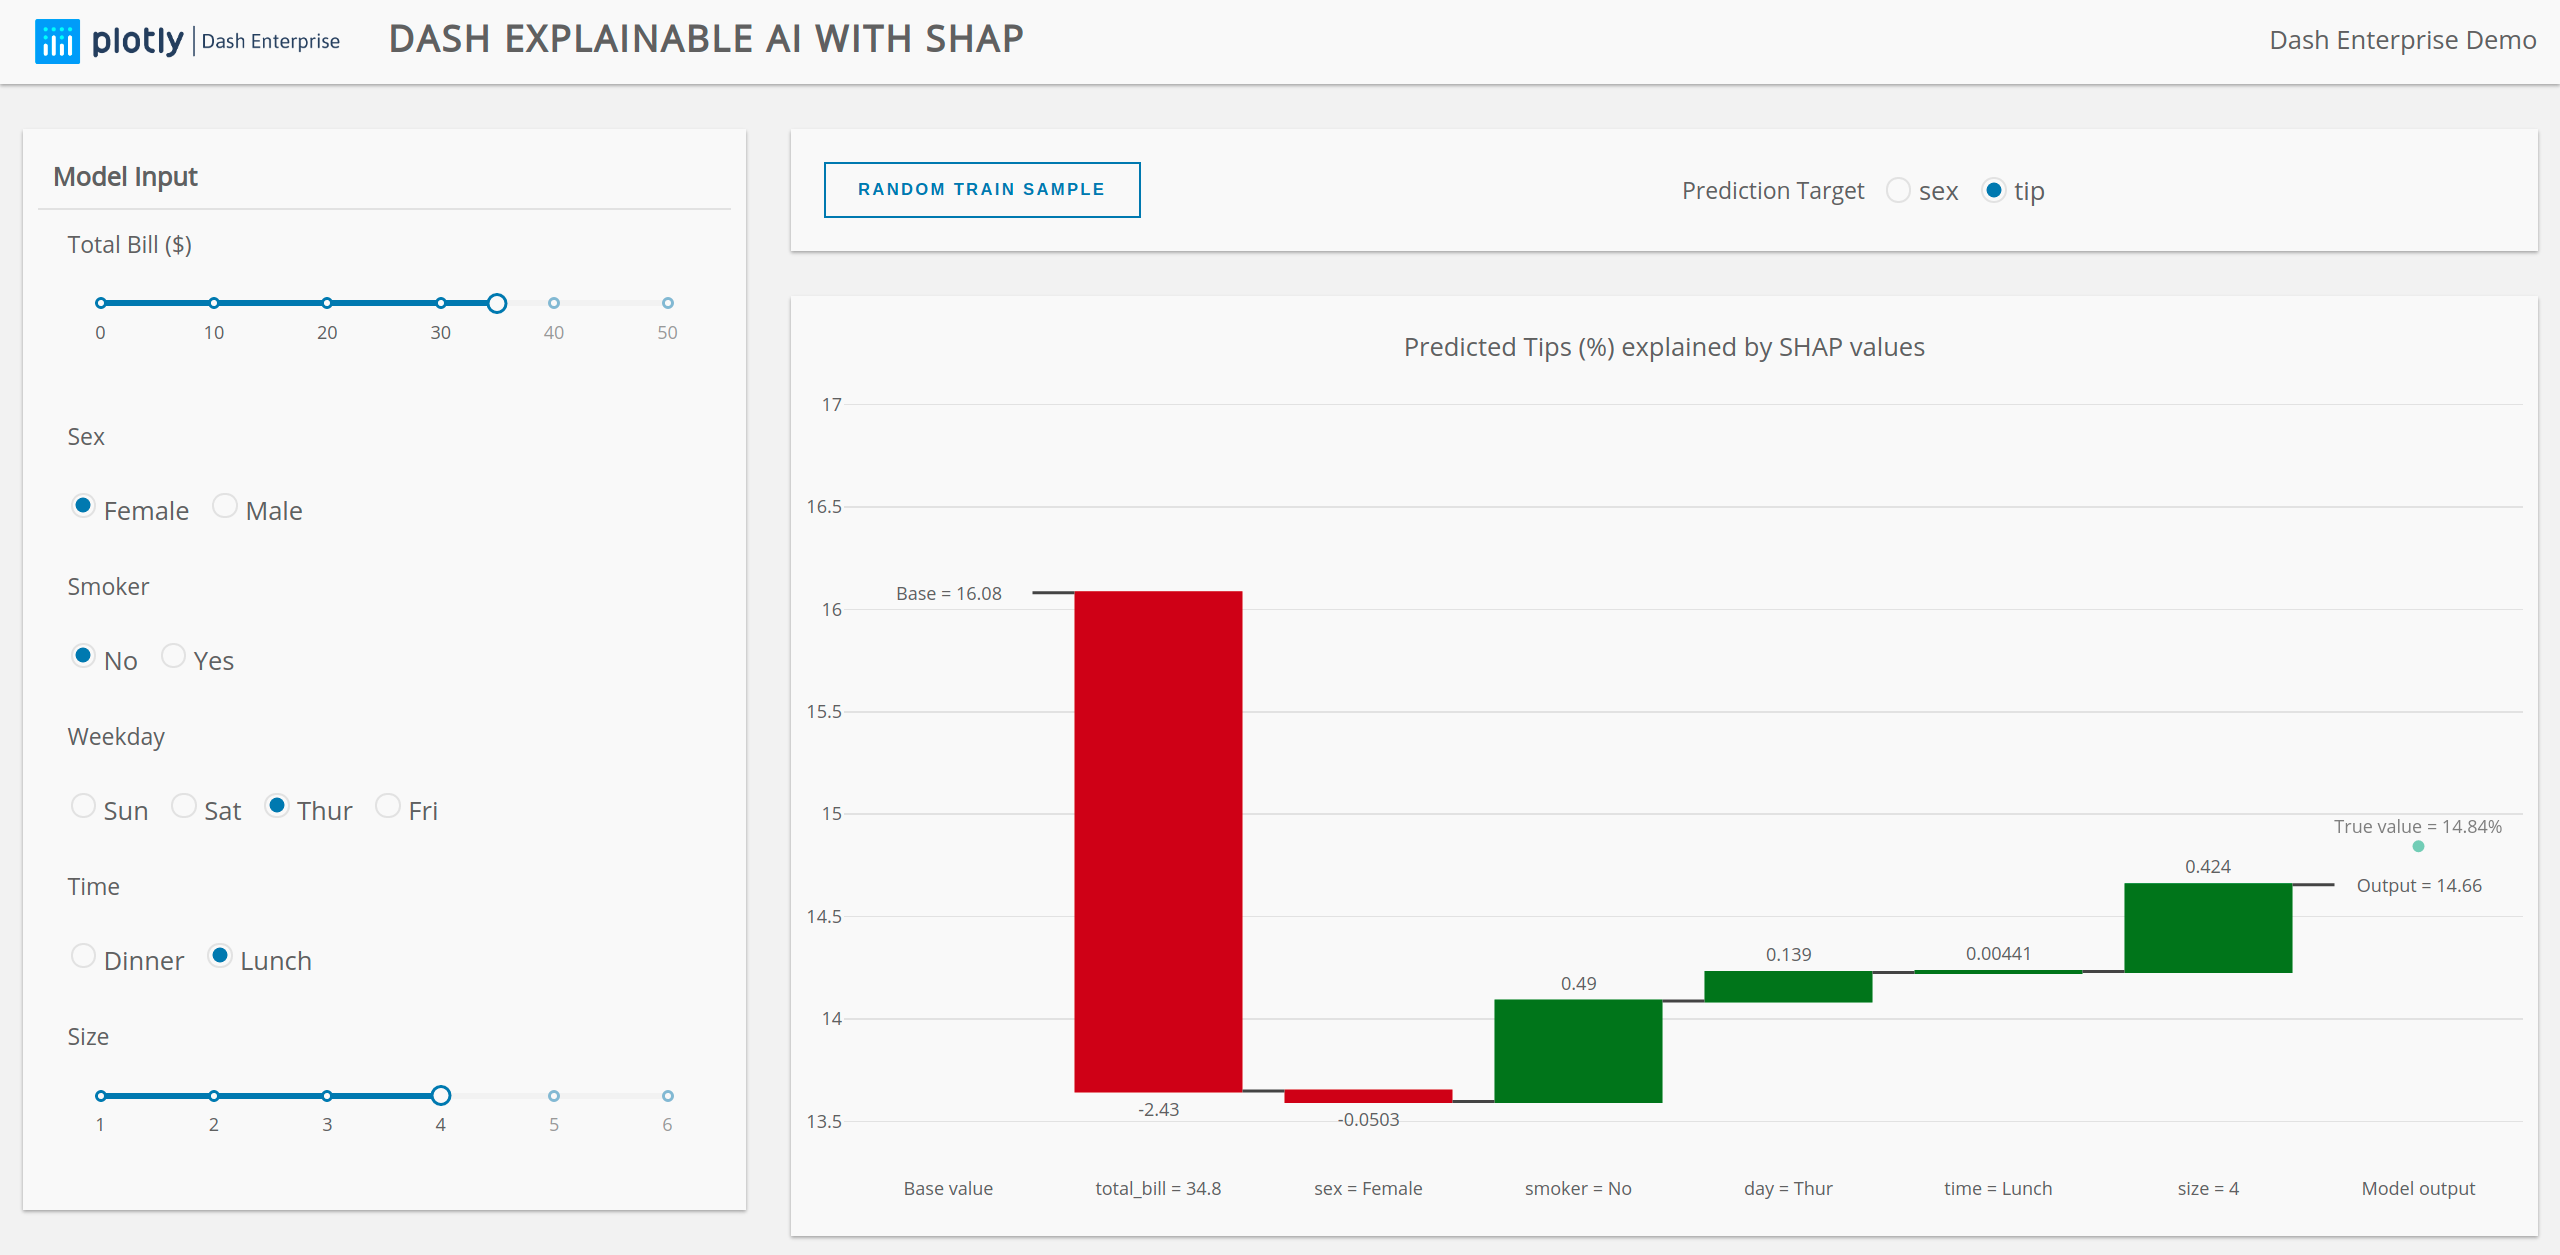 plotly | Dash Enterprise
DASH EXPLAINABLE AI WITH SHAP
Dash Enterprise Demo
Model Input
Total Bill ($)
0 10 20 30 40 50
Sex
Female Male
Smoker
No Yes
Weekday
Sun Sat Thur Fri
Time
Dinner Lunch
Size
1 2 3 4 5 6
RANDOM TRAIN SAMPLE
Prediction Target sex tip
Predicted Tips (%) explained by SHAP values
17
16.5
16
15.5
15
14.5
14
13.5
Base = 16.08
-2.43
-0.0503
0.49
0.139
0.00441
0.424
True value = 14.84%
Output = 14.66
Base value total_bill = 34.8 sex = Female smoker = No day = Thur time = Lunch size = 4 Model output